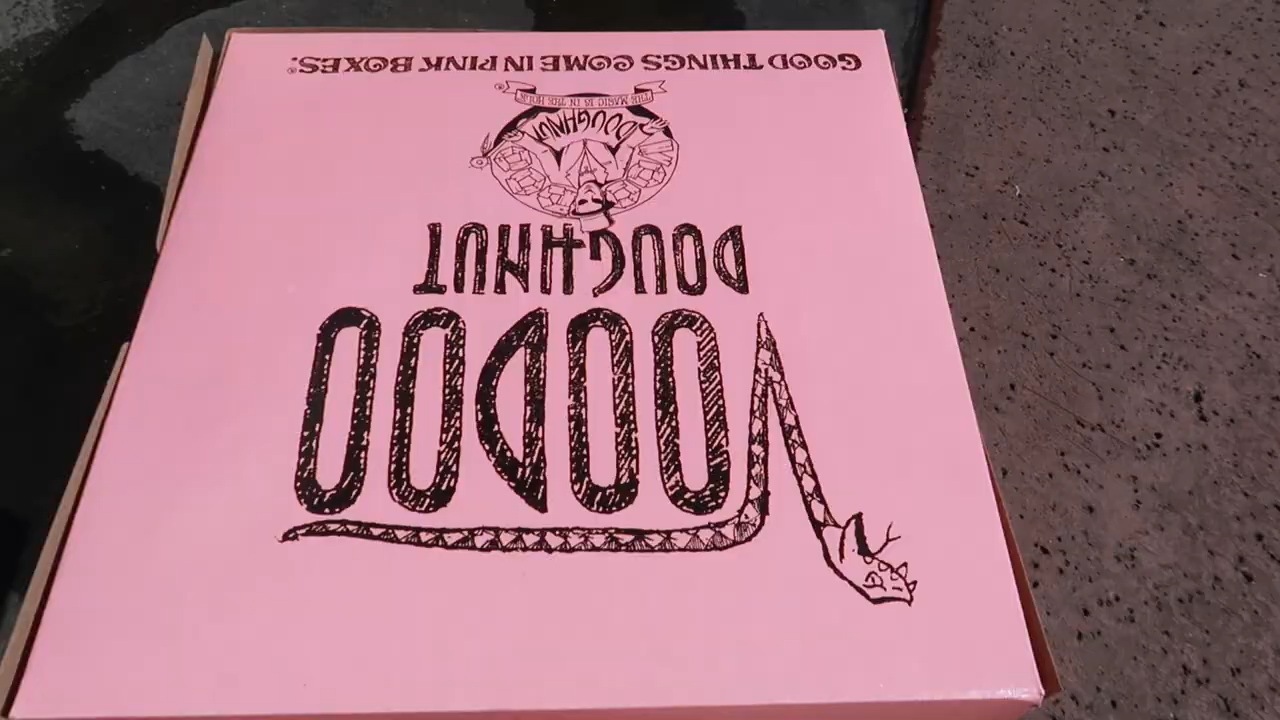 VOODOO
DOUGHNUT
DOUGHNUT
THE MAGIC IS IN THE HOLE
GOOD THINGS COME IN PINK BOXES.®